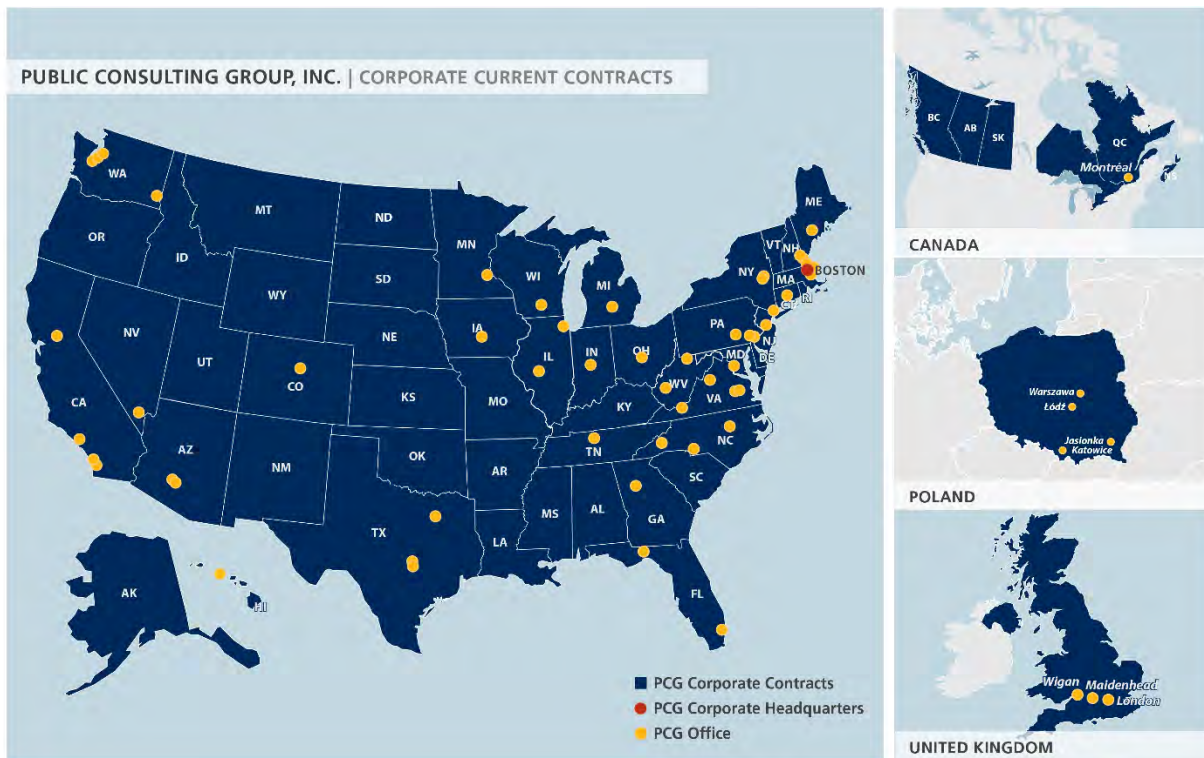 PUBLIC CONSULTING GROUP, INC. | CORPORATE CURRENT CONTRACTS
WA
MT
ND
MN
OR
ID
WY
SD
WI
MI
NY
VT
NH
ME
MA
BOSTON
RI
CT
NV
UT
CO
NE
IA
IL
IN
OH
PA
NJ
MD
DE
CA
KS
MO
KY
WV
VA
AZ
NM
OK
AR
TN
NC
SC
TX
LA
MS
AL
GA
FL
AK
HI
PCG Corporate Contracts
PCG Corporate Headquarters
PCG Office
BC
AB
SK
QC
Montréal
CANADA
Warszawa
Łódź
Jasionka
Katowice
POLAND
Wigan
Maidenhead
London
UNITED KINGDOM